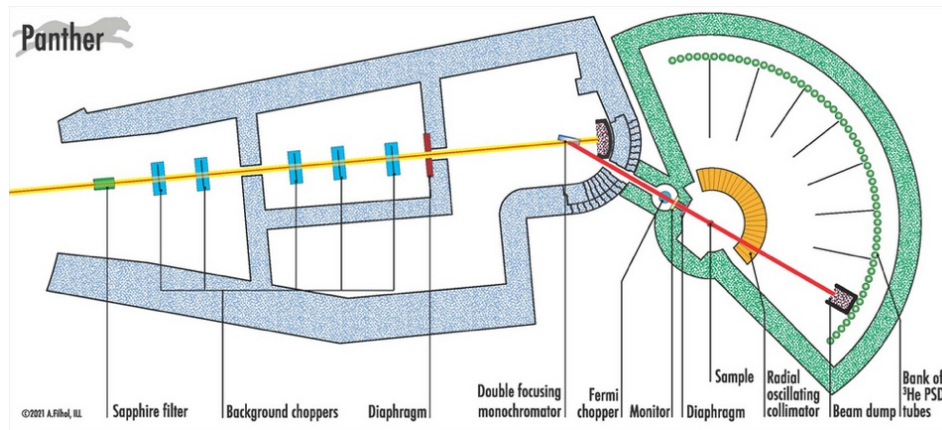 Panther
©2021 A.Filhol, ILL
Sapphire filter
Background choppers
Diaphragm
Double focusing
monochromator
Fermi
chopper
Monitor
Diaphragm
Sample
Radial
oscillating
collimator
Beam dump
Bank of
³He PSD
tubes